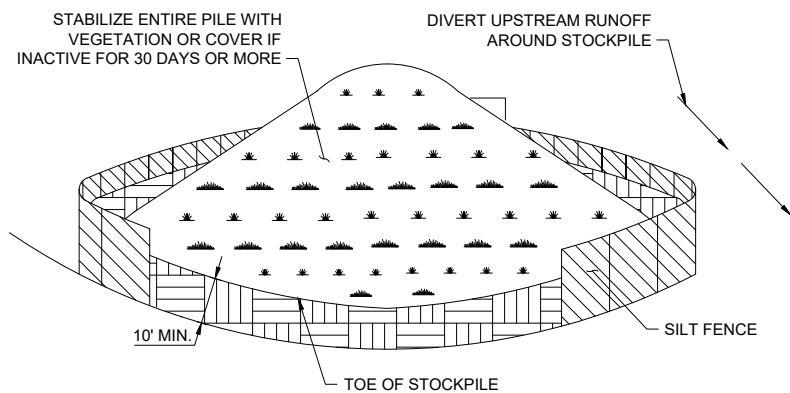 STABILIZE ENTIRE PILE WITH
VEGETATION OR COVER IF
INACTIVE FOR 30 DAYS OR MORE
DIVERT UPSTREAM RUNOFF
AROUND STOCKPILE
10' MIN.
SILT FENCE
TOE OF STOCKPILE